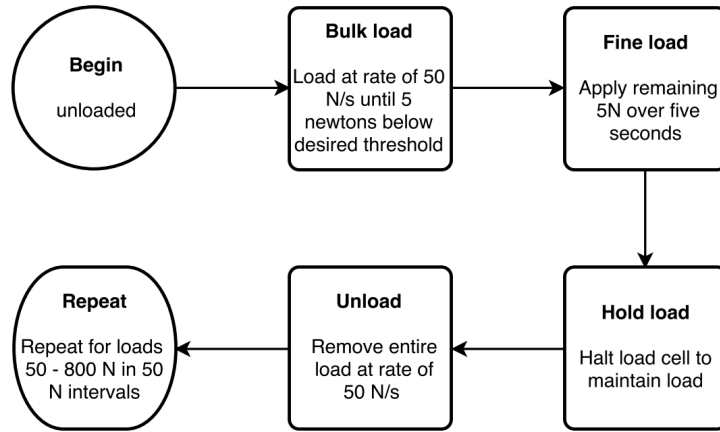 Begin
unloaded
Bulk load
Load at rate of 50
N/s until 5
newtons below
desired threshold
Fine load
Apply remaining
5N over five
seconds
Hold load
Halt load cell to
maintain load
Unload
Remove entire
load at rate of
50 N/s
Repeat
Repeat for loads
50 - 800 N in 50
N intervals